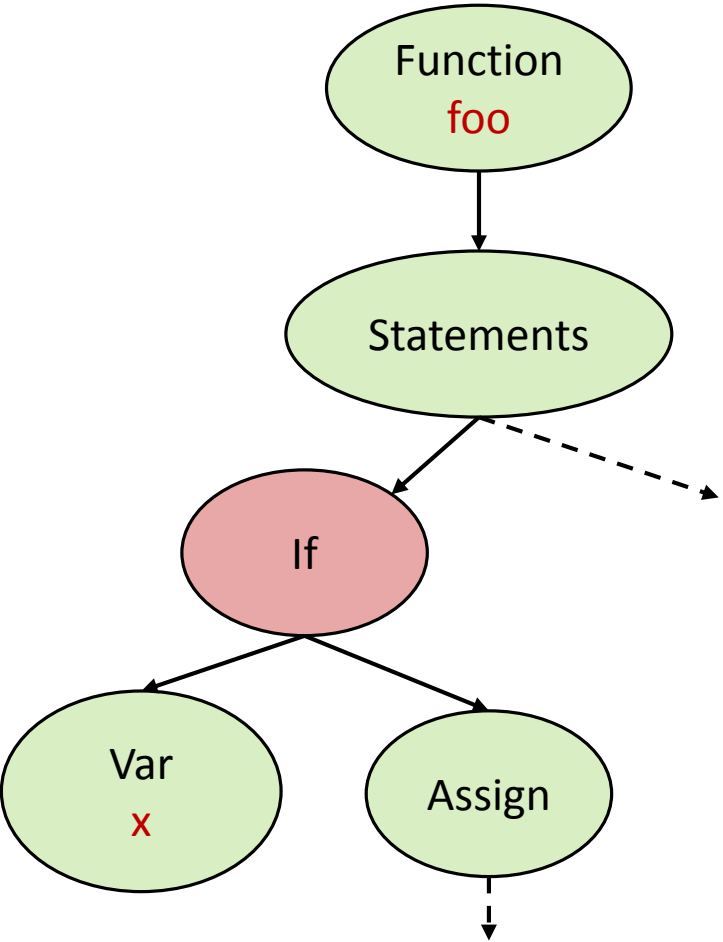 Function
foo
Statements
If
Var
x
Assign